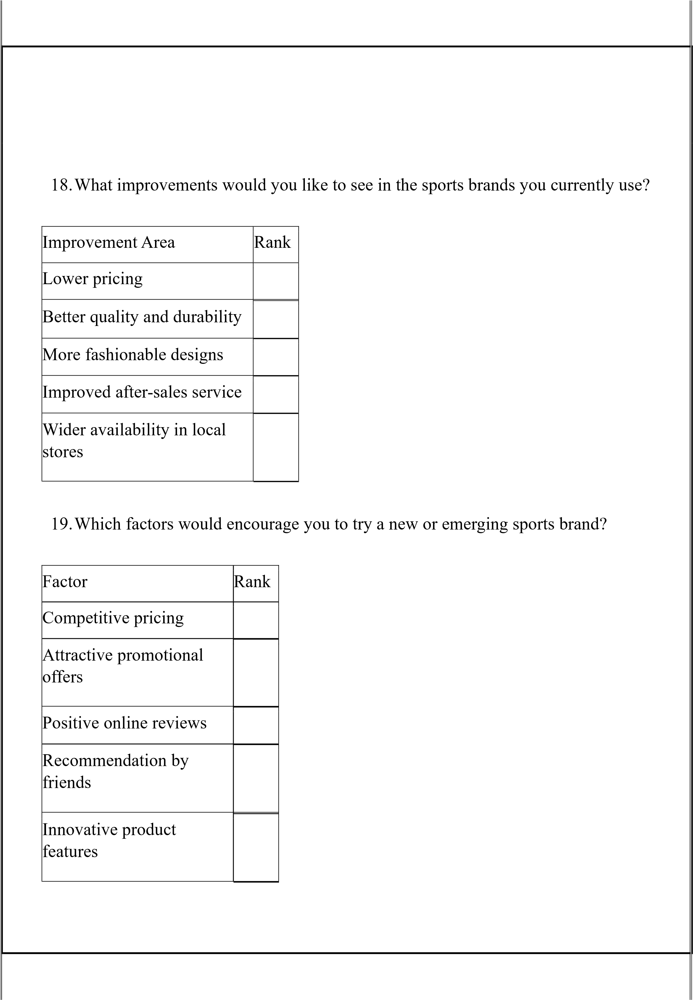 18. What improvements would you like to see in the sports brands you currently use?
Improvement Area Rank
Lower pricing
Better quality and durability
More fashionable designs
Improved after-sales service
Wider availability in local
stores
19. Which factors would encourage you to try a new or emerging sports brand?
Factor Rank
Competitive pricing
Attractive promotional
offers
Positive online reviews
Recommendation by
friends
Innovative product
features